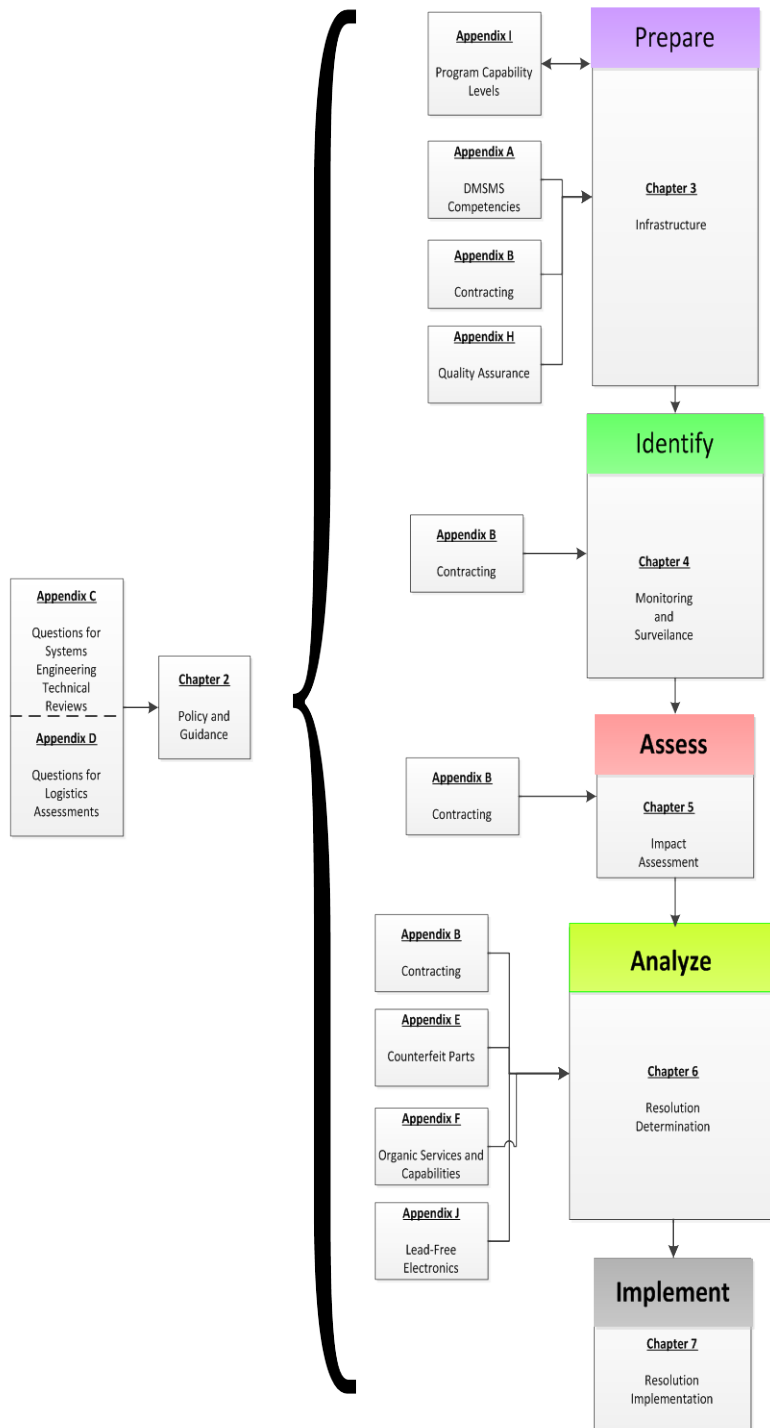 Appendix C
Questions for
Systems
Engineering
Technical
Reviews
Appendix D
Questions for
Logistics
Assessments
Chapter 2
Policy and
Guidance
Appendix I
Program Capability
Levels
Appendix A
DMSMS
Competencies
Appendix B
Contracting
Appendix H
Quality Assurance
Prepare
Chapter 3
Infrastructure
Appendix B
Contracting
Identify
Chapter 4
Monitoring
and
Surveilance
Appendix B
Contracting
Assess
Chapter 5
Impact
Assessment
Appendix B
Contracting
Appendix E
Counterfeit Parts
Appendix F
Organic Services and
Capabilities
Appendix J
Lead-Free
Electronics
Analyze
Chapter 6
Resolution
Determination
Implement
Chapter 7
Resolution
Implementation